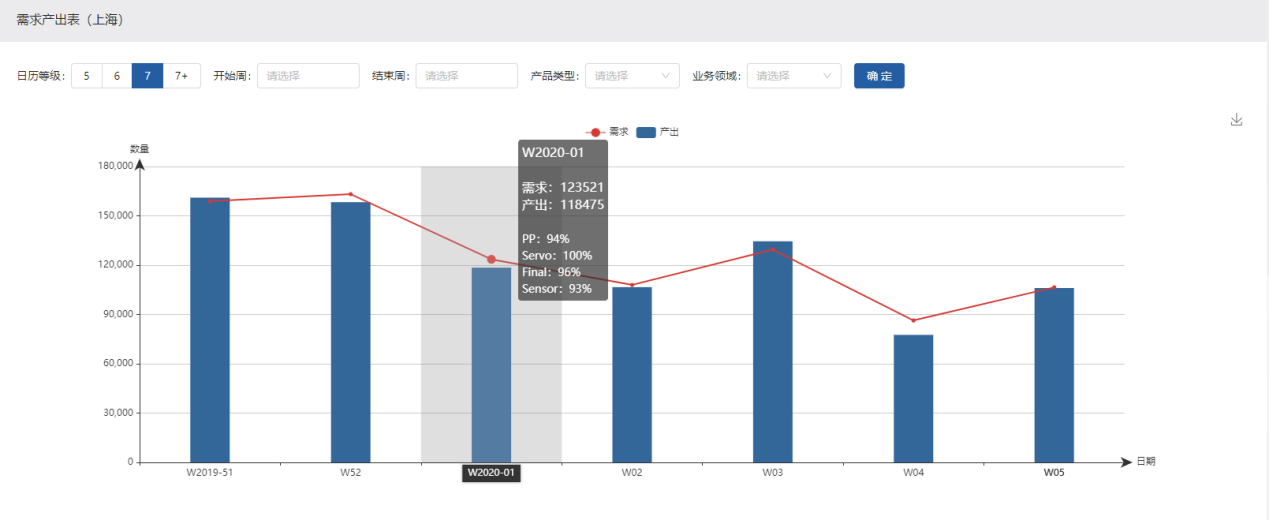 需求产出表（上海）
日历等级： 5 6 7 7+ 开始周： 请选择 结束周： 请选择 产品类型： 请选择 业务领域： 请选择 确 定
需求 产出
数量
W2020-01
需求：123521
产出：118475
PP：94%
Servo：100%
Final：96%
Sensor：93%
180,000
150,000
120,000
90,000
60,000
30,000
0
日期
W2019-51 W52 W2020-01 W02 W03 W04 W05